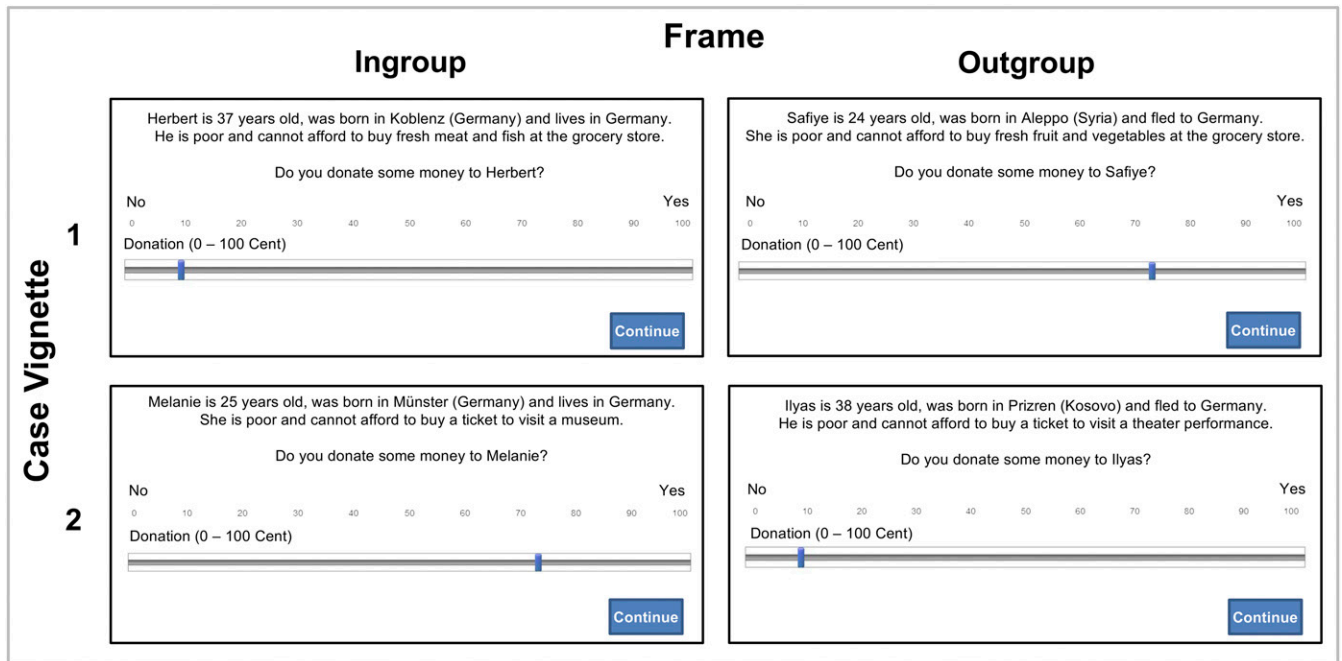 Frame
Ingroup
Outgroup
Case Vignette
1
Herbert is 37 years old, was born in Koblenz (Germany) and lives in Germany.
He is poor and cannot afford to buy fresh meat and fish at the grocery store.
Do you donate some money to Herbert?
No
Yes
0 10 20 30 40 50 60 70 80 90 100
Donation (0 – 100 Cent)
Continue
Safiye is 24 years old, was born in Aleppo (Syria) and fled to Germany.
She is poor and cannot afford to buy fresh fruit and vegetables at the grocery store.
Do you donate some money to Safiye?
No
Yes
0 10 20 30 40 50 60 70 80 90 100
Donation (0 – 100 Cent)
Continue
2
Melanie is 25 years old, was born in Münster (Germany) and lives in Germany.
She is poor and cannot afford to buy a ticket to visit a museum.
Do you donate some money to Melanie?
No
Yes
0 10 20 30 40 50 60 70 80 90 100
Donation (0 – 100 Cent)
Continue
Ilyas is 38 years old, was born in Prizren (Kosovo) and fled to Germany.
He is poor and cannot afford to buy a ticket to visit a theater performance.
Do you donate some money to Ilyas?
No
Yes
0 10 20 30 40 50 60 70 80 90 100
Donation (0 – 100 Cent)
Continue